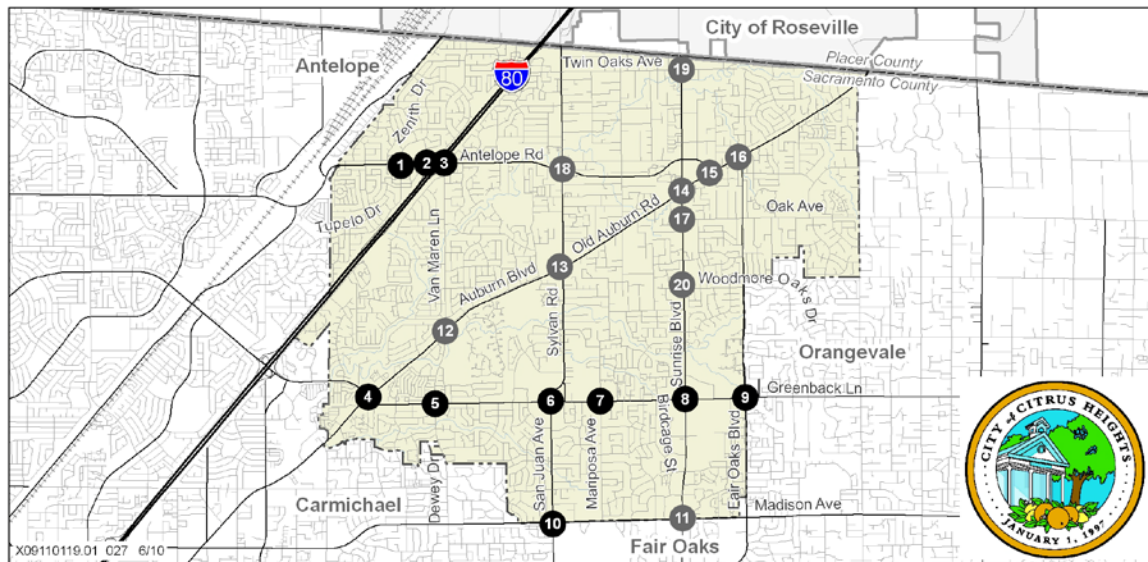 City of Roseville
Antelope
Twin Oaks Ave
19
Placer County
Sacramento County
80
Zenith Dr
1
2
3
Antelope Rd
18
15
16
14
17
Oak Ave
Tupelo Dr
Van Maren Ln
Auburn Blvd
13
Old Auburn Rd
20
Woodmore Oaks Dr
12
Sylvan Rd
Sunrise Blvd
Orangevale
4
5
6
7
8
9
Greenback Ln
Dewey Dr
San Juan Ave
Mariposa Ave
Birdcage St
Fair Oaks Blvd
Carmichael
10
11
Madison Ave
Fair Oaks
X09110119.01 027 6/10
CITY of CITRUS HEIGHTS
JANUARY 1, 1997